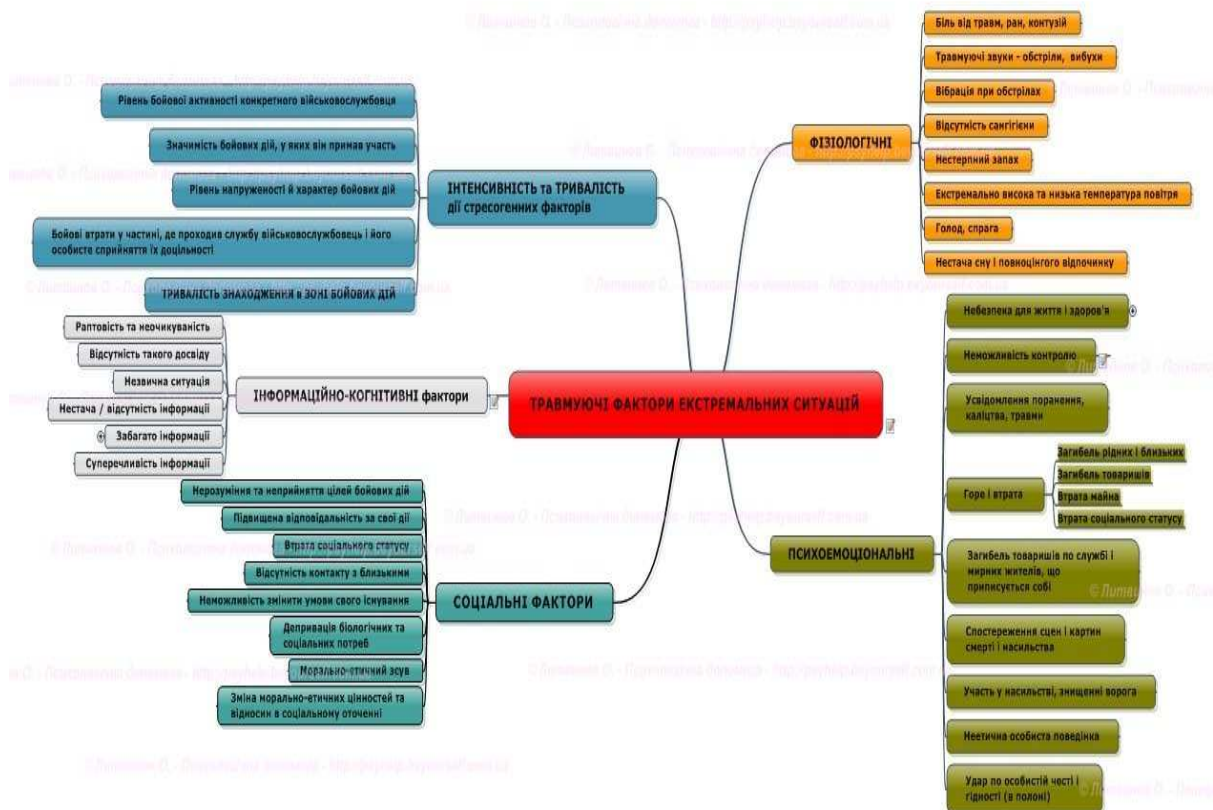 ТРАВМУЮЧІ ФАКТОРИ ЕКСТРЕМАЛЬНИХ СИТУАЦІЙ
ІНТЕНСИВНІСТЬ та ТРИВАЛІСТЬ
дії стресогенних факторів
Рівень бойової активності конкретного військовослужбовця
Значимість бойових дій, у яких він примав участь
Рівень напруженості й характер бойових дій
Бойові втрати у частині, де проходив службу військовослужбовець і його
особисте сприйняття їх доцільності
ТРИВАЛІСТЬ ЗНАХОДЖЕННЯ в ЗОНІ БОЙОВИХ ДІЙ
ІНФОРМАЦІЙНО-КОГНИТИВНІ фактори
Раптовість та неочикуваність
Відсутність такого досвіду
Незвична ситуація
Нестача / відсутність інформації
Забагато інформації
Суперечливість інформації
СОЦІАЛЬНІ ФАКТОРИ
Нерозуміння та неприйняття цілей бойових дій
Підвищена відповідальність за свої дії
Втрата соціального статусу
Відсутність контакту з близькими
Неможливість змінити умови свого існування
Депривація біологічних та
соціальних потреб
Морально-етичний зсув
Зміна морально-етичних цінностей та
відносин в соціальному оточенні
ФІЗИОЛОГІЧНІ
Біль від травм, ран, контузій
Травмуючі звуки - обстріли, вибухи
Вібрація при обстрілах
Відсутність сангігієни
Нестерпний запах
Екстремально висока та низька температура повітря
Голод, спрага
Нестача сну і повноцінгого відпочинку
ПСИХОЕМОЦІОНАЛЬНІ
Небезпека для життя і здоров'я
Неможливість контролю
Усвідомлення поранення,
каліцтва, травми
Горе і втрата
Загибель рідних і близьких
Загибель товаришів
Втрата майна
Втрата соціального статусу
Загибель товаришів по службі і
мирних жителів, що
приписується собі
Спостереження сцен і картин
смерті і насильства
Участь у насильстві, знищенні ворога
Неетична особиста поведінка
Удар по особистій честі і
гідності (в полоні)